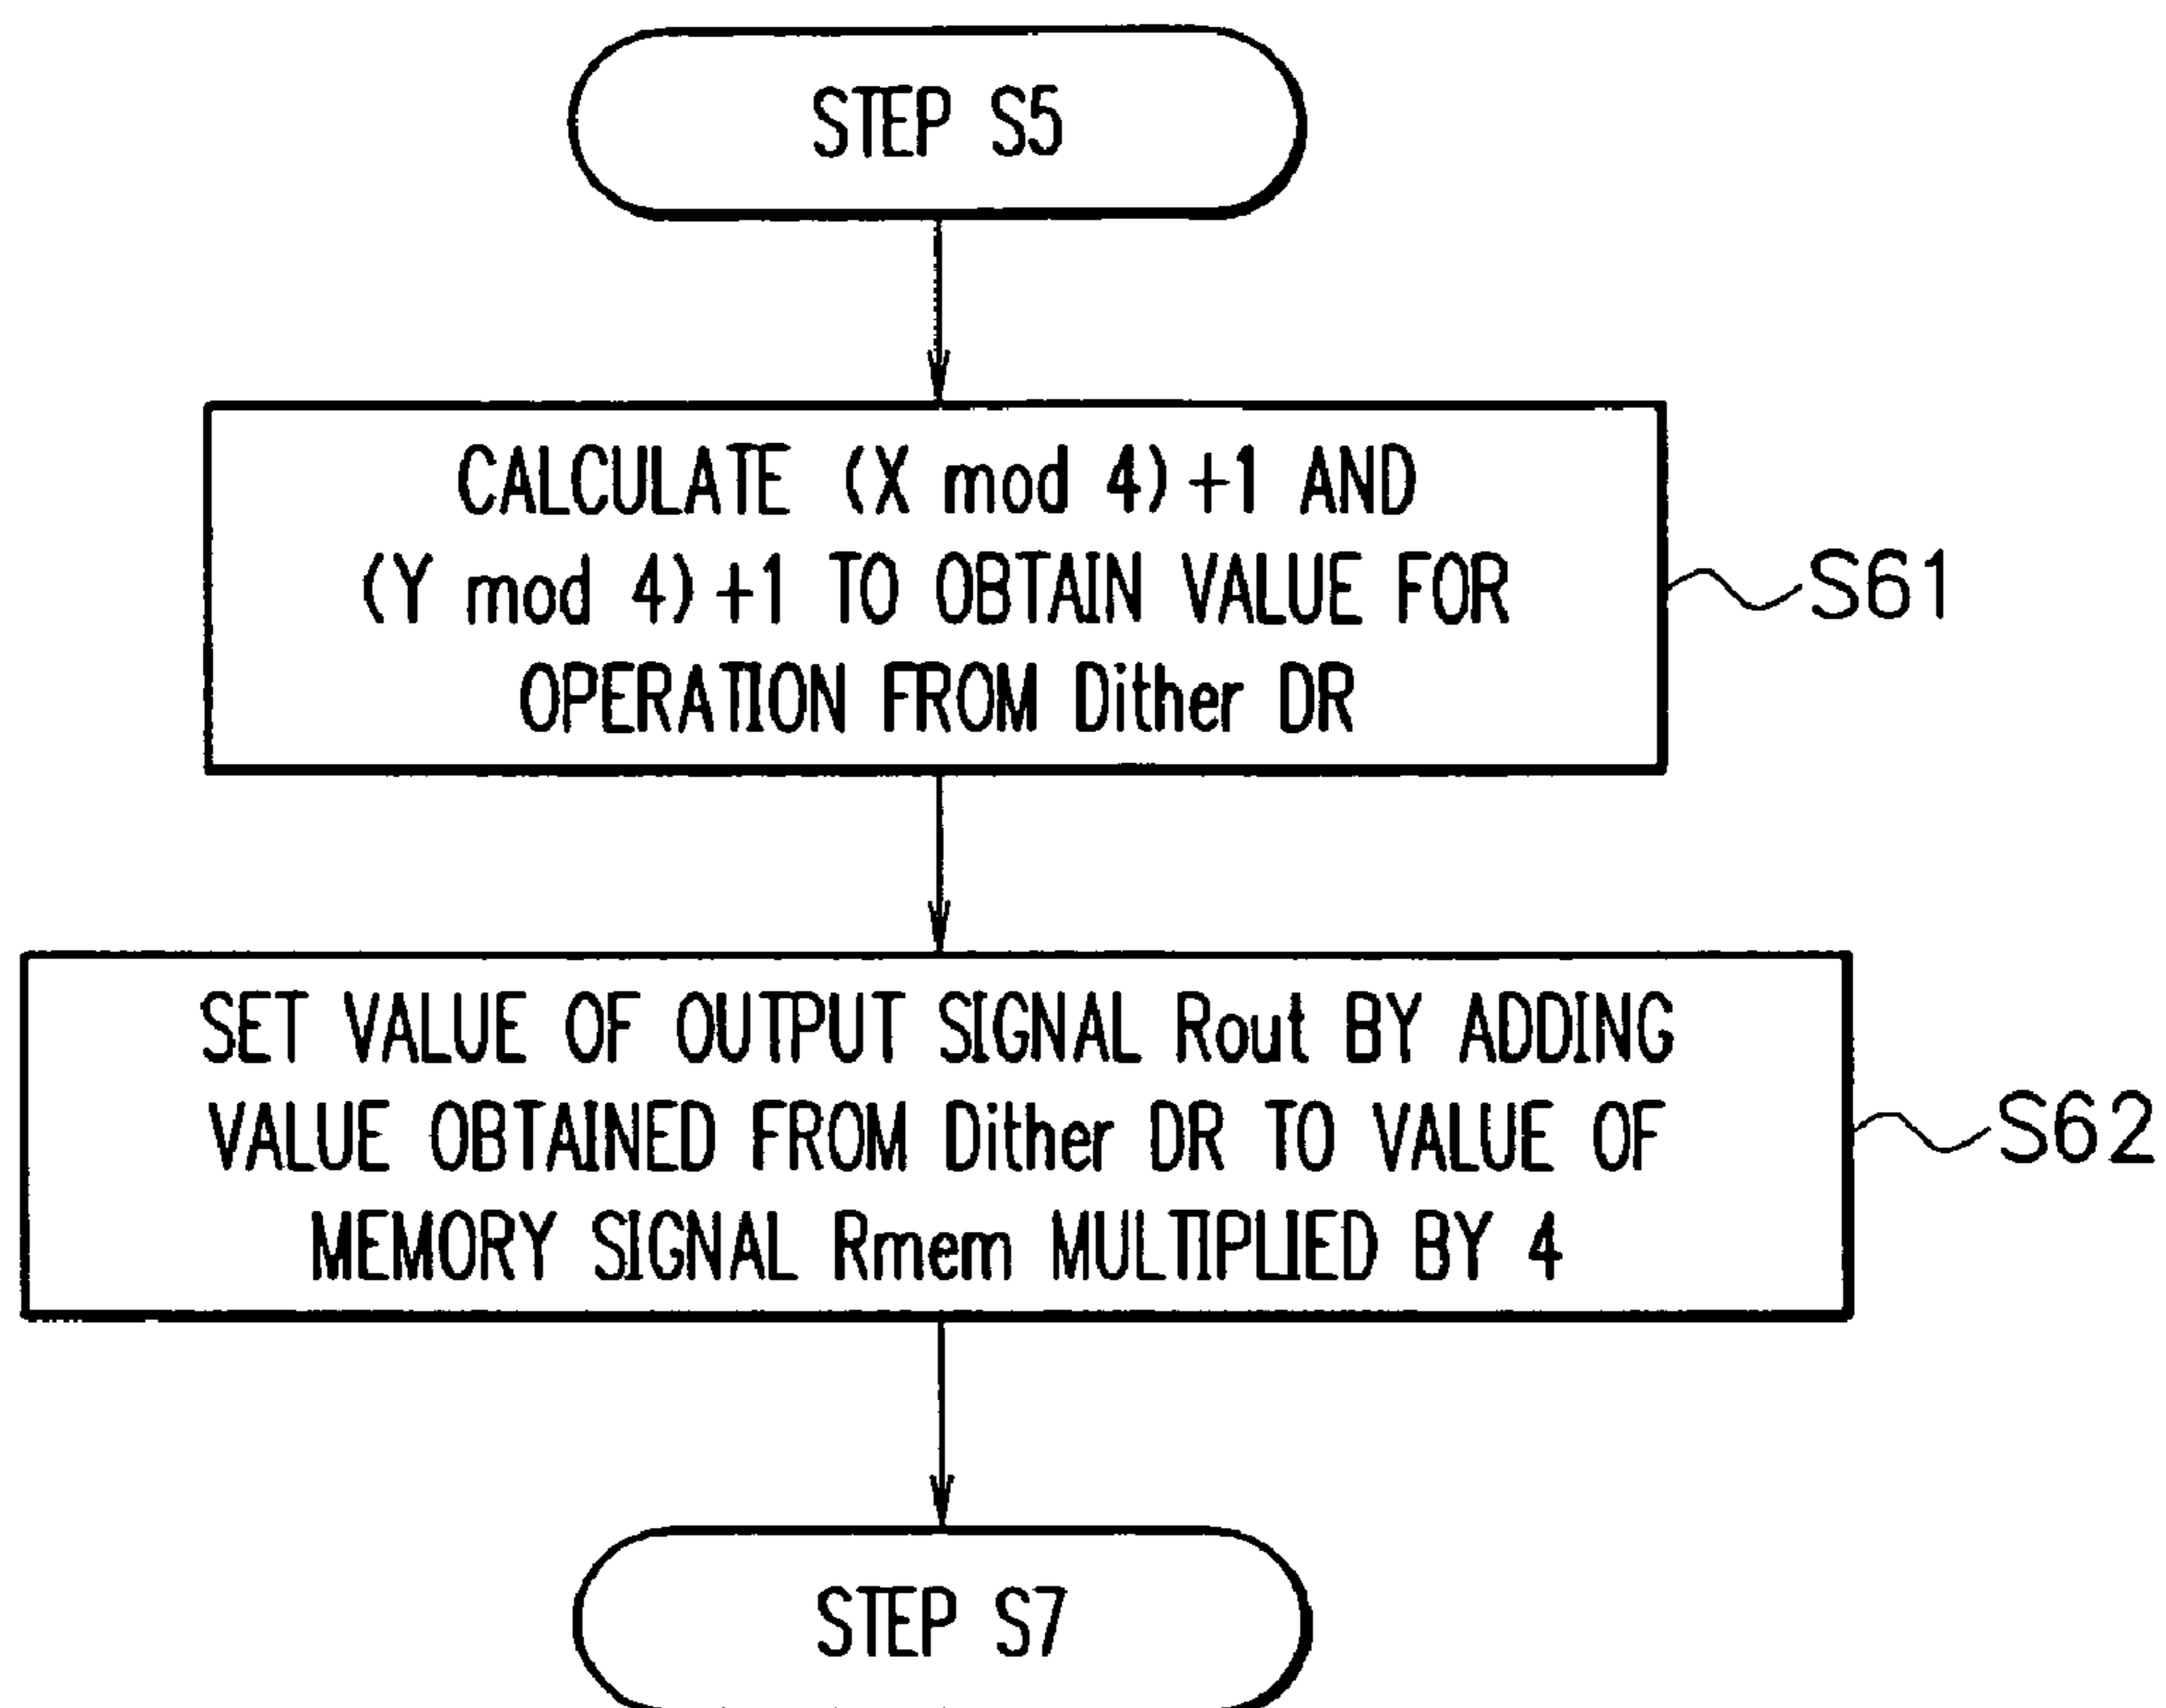 STEP S5
CALCULATE (X mod 4)+1 AND
(Y mod 4)+1 TO OBTAIN VALUE FOR
OPERATION FROM Dither DR
S61
SET VALUE OF OUTPUT SIGNAL Rout BY ADDING
VALUE OBTAINED FROM Dither DR TO VALUE OF
MEMORY SIGNAL Rmem MULTIPLIED BY 4
S62
STEP S7